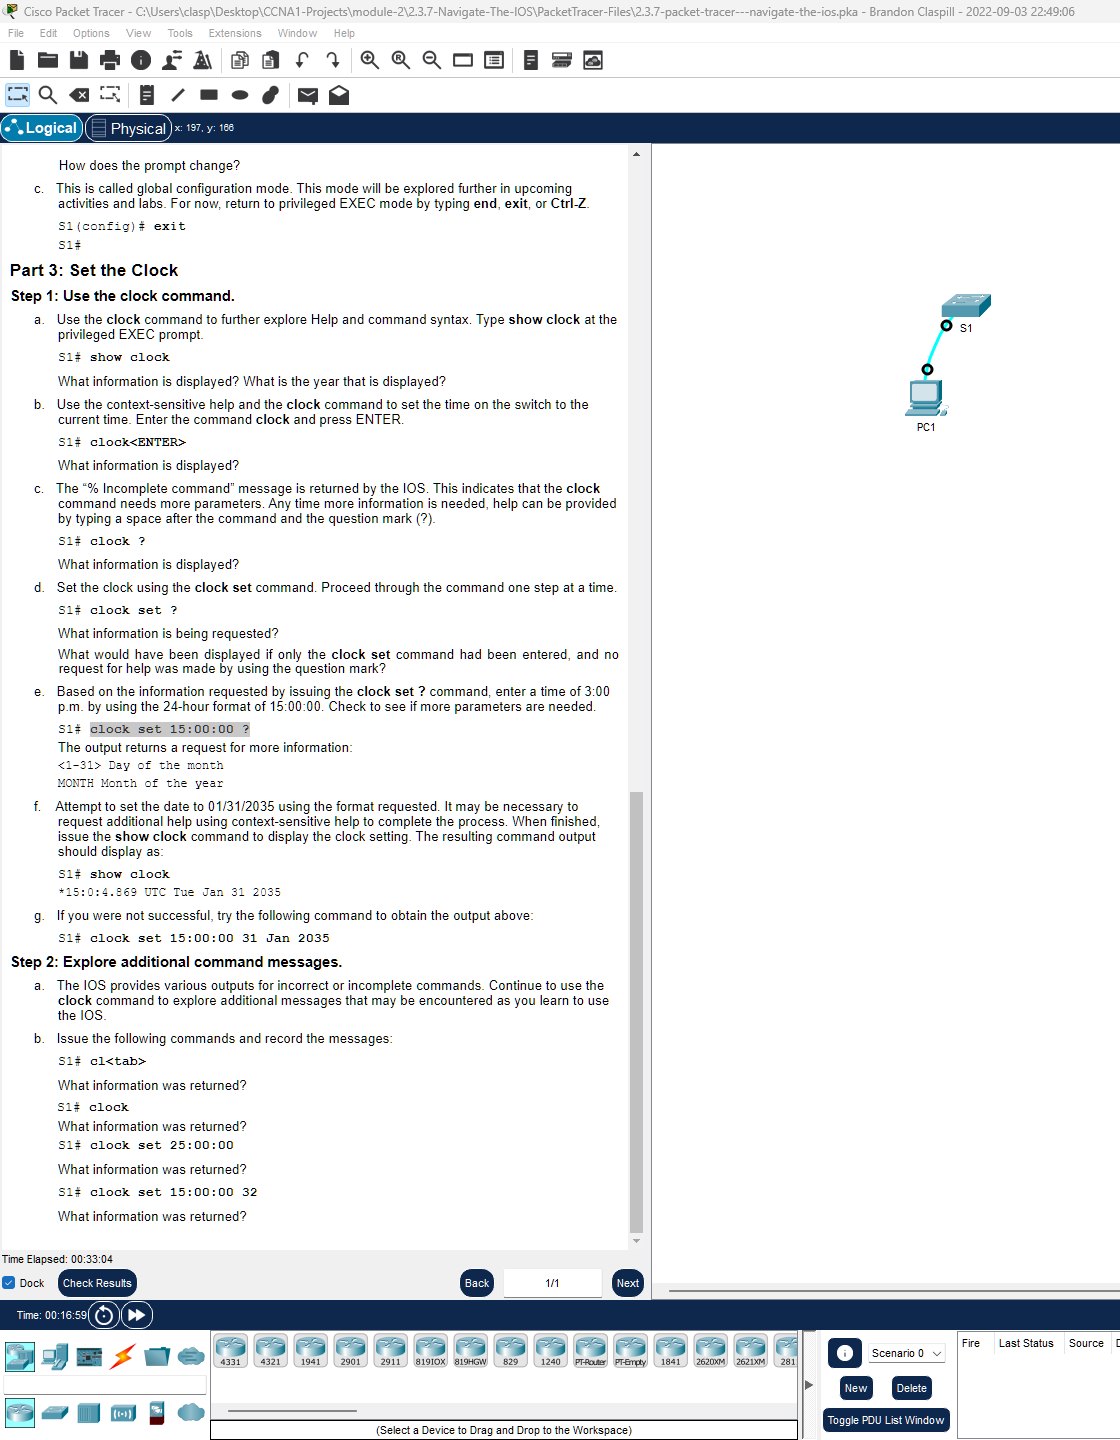 Cisco Packet Tracer - C:\Users\clasp\Desktop\CCNA1-Projects\module-2\2.3.7-Navigate-The-IOS\PacketTracer-Files\2.3.7-packet-tracer---navigate-the-ios.pka - Brandon Claspill - 2022-09-03 22:49:06
File Edit Options View Tools Extensions Window Help
Logical Physical x: 197, y: 166
How does the prompt change?
c. This is called global configuration mode. This mode will be explored further in upcoming
activities and labs. For now, return to privileged EXEC mode by typing end, exit, or Ctrl-Z.
S1(config)# exit
S1#
Part 3: Set the Clock
Step 1: Use the clock command.
a. Use the clock command to further explore Help and command syntax. Type show clock at the
privileged EXEC prompt.
S1# show clock
What information is displayed? What is the year that is displayed?
b. Use the context-sensitive help and the clock command to set the time on the switch to the
current time. Enter the command clock and press ENTER.
S1# clock<ENTER>
What information is displayed?
c. The “% Incomplete command” message is returned by the IOS. This indicates that the clock
command needs more parameters. Any time more information is needed, help can be provided
by typing a space after the command and the question mark (?).
S1# clock ?
What information is displayed?
d. Set the clock using the clock set command. Proceed through the command one step at a time.
S1# clock set ?
What information is being requested?
What would have been displayed if only the clock set command had been entered, and no
request for help was made by using the question mark?
e. Based on the information requested by issuing the clock set ? command, enter a time of 3:00
p.m. by using the 24-hour format of 15:00:00. Check to see if more parameters are needed.
S1# clock set 15:00:00 ?
The output returns a request for more information:
<1-31> Day of the month
MONTH Month of the year
f. Attempt to set the date to 01/31/2035 using the format requested. It may be necessary to
request additional help using context-sensitive help to complete the process. When finished,
issue the show clock command to display the clock setting. The resulting command output
should display as:
S1# show clock
*15:0:4.869 UTC Tue Jan 31 2035
g. If you were not successful, try the following command to obtain the output above:
S1# clock set 15:00:00 31 Jan 2035
Step 2: Explore additional command messages.
a. The IOS provides various outputs for incorrect or incomplete commands. Continue to use the
clock command to explore additional messages that may be encountered as you learn to use
the IOS.
b. Issue the following commands and record the messages:
S1# cl<tab>
What information was returned?
S1# clock
What information was returned?
S1# clock set 25:00:00
What information was returned?
S1# clock set 15:00:00 32
What information was returned?
S1
PC1
Time Elapsed: 00:33:04
Dock Check Results Back 1/1 Next
Time: 00:16:59
4331 4321 1941 2901 2911 819IOX 819HGW 829 1240 PT-Router PT-Empty 1841 2620XM 2621XM 281
(Select a Device to Drag and Drop to the Workspace)
Scenario 0
New Delete
Toggle PDU List Window
Fire Last Status Source D